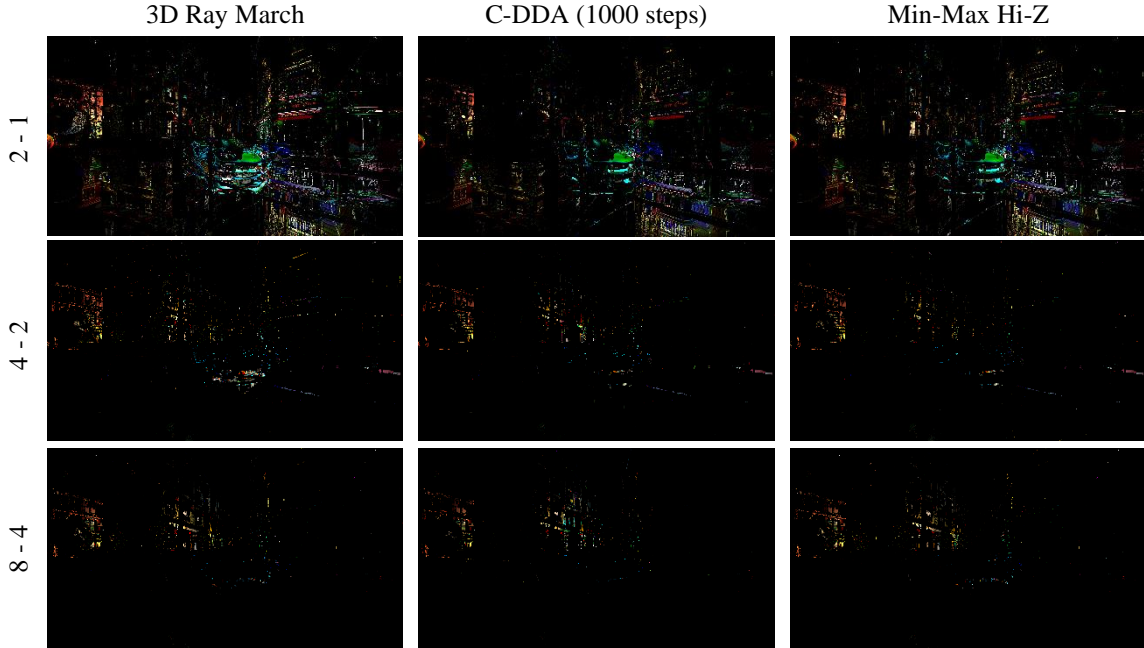 3D Ray March
C-DDA (1000 steps)
Min-Max Hi-Z
2 - 1
4 - 2
8 - 4